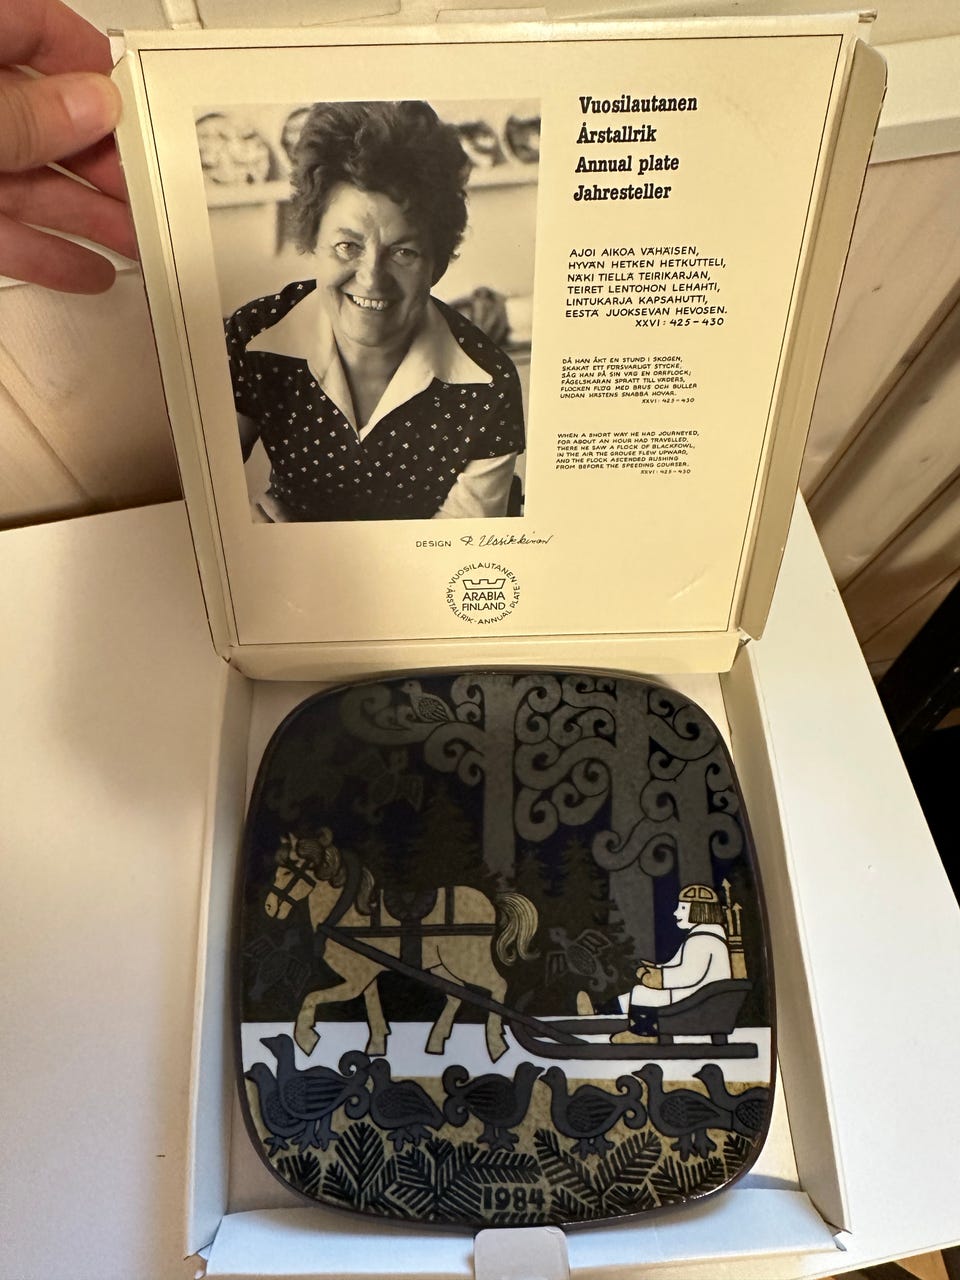 Vuosilautanen
Årstallrik
Annual plate
Jahresteller
AJOI AIKOA VÄHÄISEN,
HYVÄN HETKEN HETKUTTELI,
NÄKI TIELLÄ TEIRIKARJAN,
TEIRET LENTOHON LEHAHTI,
LINTUKARJA KAPSAHUTTI,
EESTÄ JUOKSEVAN HEVOSEN.
XXVI: 425-430
DÅ HAN ÅKT EN STUND I SKOGEN,
SKAKAT ETT FÖRSVARLIGT STYCKE,
SÅG HAN PÅ SIN VÄG EN ORRFLOCK;
FÅGELSKARAN SPRATT TILL VÄDERS,
FLOCKEN FLÖG MED BRUS OCH BULLER
UNDAN HÄSTENS SNABBA HOVAR.
XXVI: 425-430
WHEN A SHORT WAY HE HAD JOURNEYED,
FOR ABOUT AN HOUR HAD TRAVELLED,
THERE HE SAW A FLOCK OF BLACKFOWL,
IN THE AIR THE GROUSE FLEW UPWARD,
AND THE FLOCK ASCENDED RUSHING
FROM BEFORE THE SPEEDING COURSER.
XXVI: 425-430
DESIGN R. Uosikkinen
VUOSILAUTANEN · ÅRSTALLRIK · ANNUAL PLATE
ARABIA
FINLAND
1984